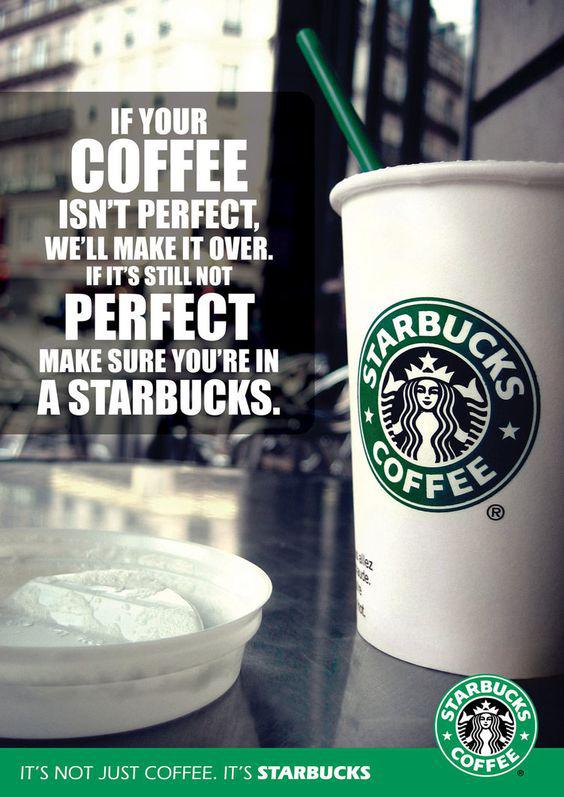 IF YOUR
COFFEE
ISN'T PERFECT,
WE'LL MAKE IT OVER.
IF IT'S STILL NOT
PERFECT
MAKE SURE YOU'RE IN
A STARBUCKS.
STARBUCKS
COFFEE
®
STARBUCKS
COFFEE
®
IT'S NOT JUST COFFEE. IT'S STARBUCKS